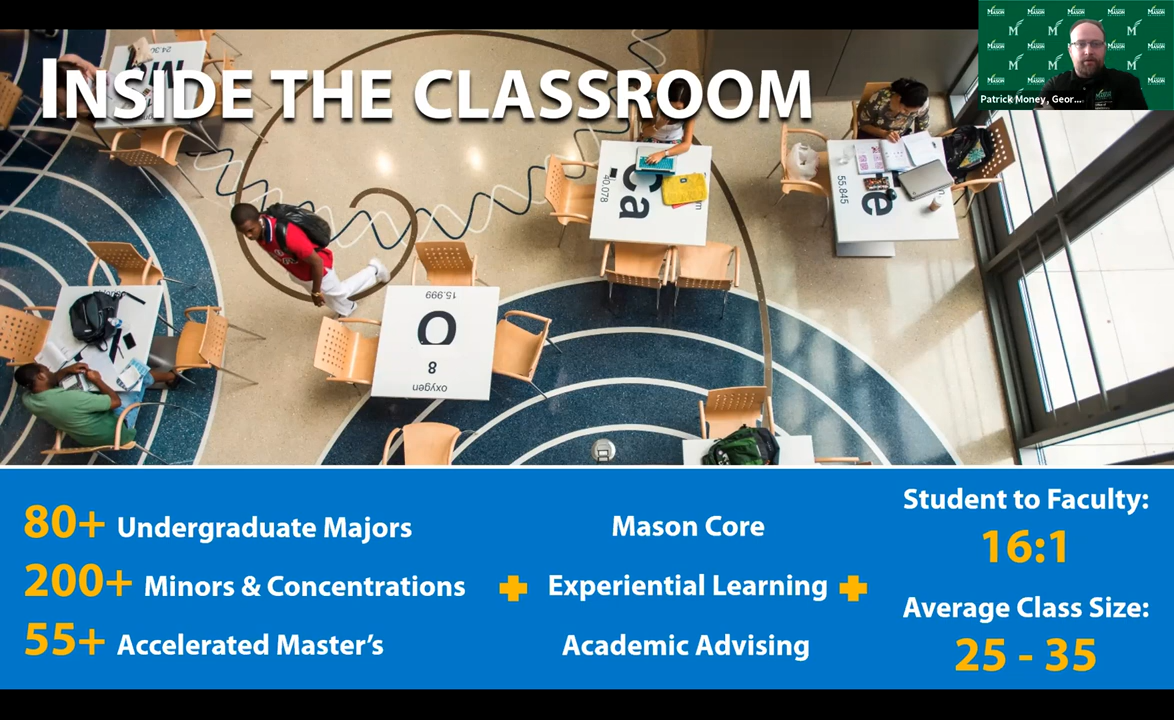 INSIDE THE CLASSROOM
Patrick Money, Geor...
MASON
Ca
40.078
55.845
15.999
O
8
oxygen
80+ Undergraduate Majors
200+ Minors & Concentrations
55+ Accelerated Master's
Mason Core
Experiential Learning
Academic Advising
Student to Faculty:
16:1
Average Class Size:
25 - 35